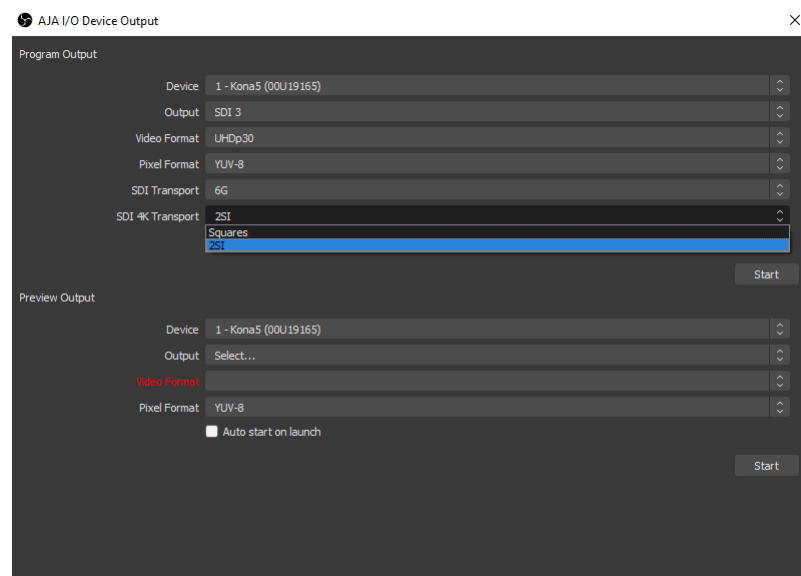 AJA I/O Device Output
Program Output
Device 1 - Kona5 (00U19165)
Output SDI 3
Video Format UHDp30
Pixel Format YUV-8
SDI Transport 6G
SDI 4K Transport 2SI
Squares
2SI
Start
Preview Output
Device 1 - Kona5 (00U19165)
Output Select...
Video Format
Pixel Format YUV-8
Auto start on launch
Start